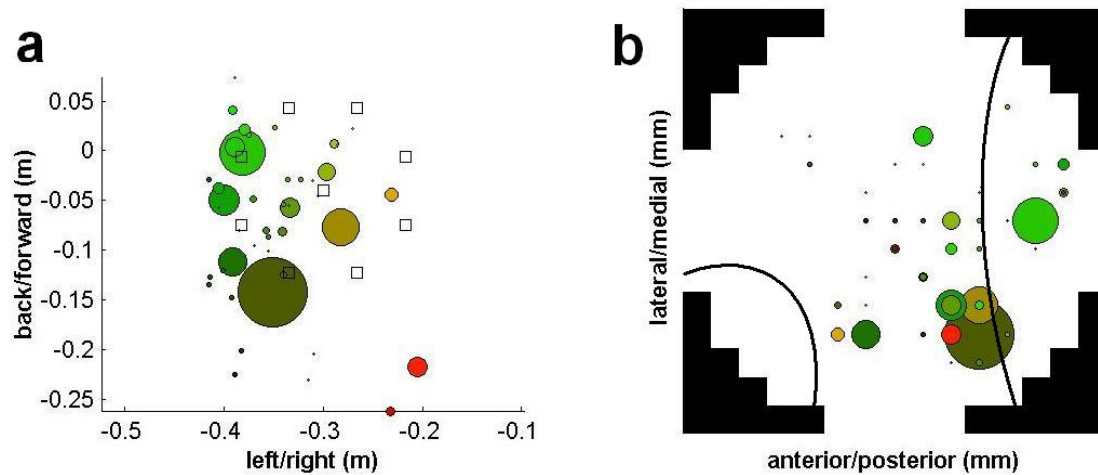 a
b
0.05
0
-0.05
-0.1
-0.15
-0.2
-0.25
back/forward (m)
-0.5 -0.4 -0.3 -0.2 -0.1
left/right (m)
lateral/medial (mm)
anterior/posterior (mm)